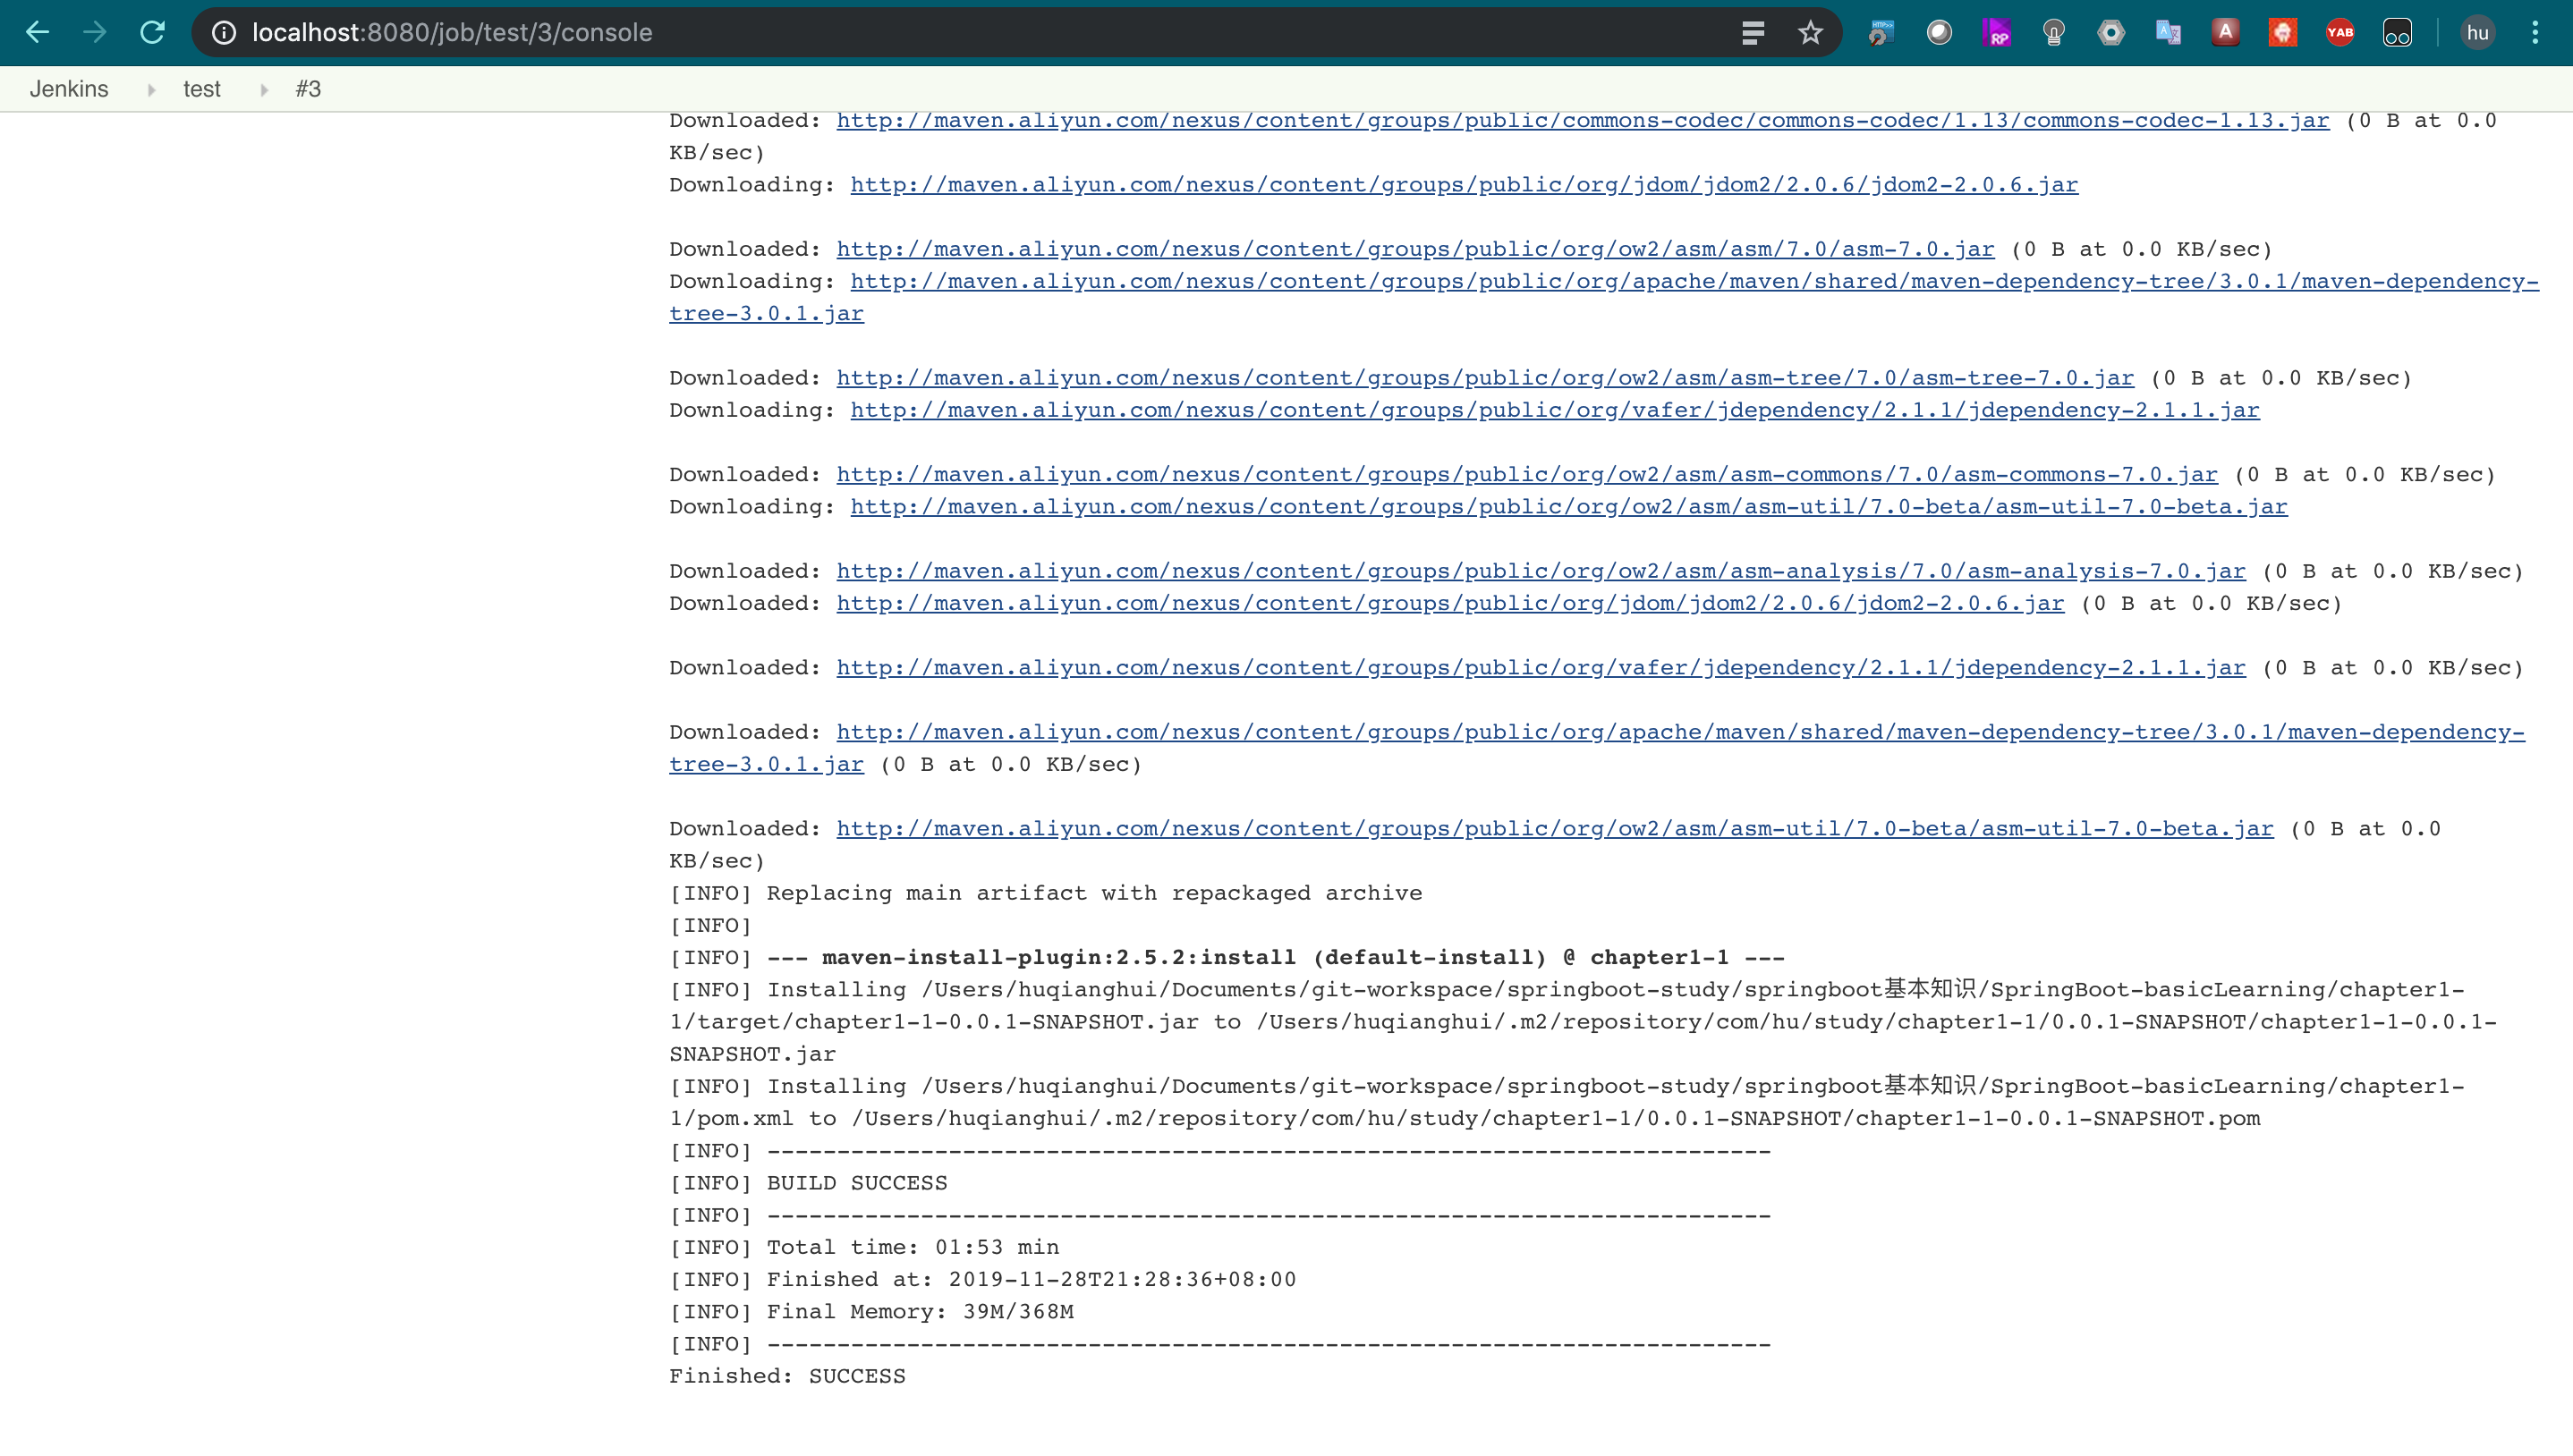 localhost:8080/job/test/3/console
HTTP>>
RP
A
YAB
hu
Jenkins
test
#3
Downloaded: http://maven.aliyun.com/nexus/content/groups/public/commons-codec/commons-codec/1.13/commons-codec-1.13.jar (0 B at 0.0
KB/sec)
Downloading: http://maven.aliyun.com/nexus/content/groups/public/org/jdom/jdom2/2.0.6/jdom2-2.0.6.jar
Downloaded: http://maven.aliyun.com/nexus/content/groups/public/org/ow2/asm/asm/7.0/asm-7.0.jar (0 B at 0.0 KB/sec)
Downloading: http://maven.aliyun.com/nexus/content/groups/public/org/apache/maven/shared/maven-dependency-tree/3.0.1/maven-dependency-
tree-3.0.1.jar
Downloaded: http://maven.aliyun.com/nexus/content/groups/public/org/ow2/asm/asm-tree/7.0/asm-tree-7.0.jar (0 B at 0.0 KB/sec)
Downloading: http://maven.aliyun.com/nexus/content/groups/public/org/vafer/jdependency/2.1.1/jdependency-2.1.1.jar
Downloaded: http://maven.aliyun.com/nexus/content/groups/public/org/ow2/asm/asm-commons/7.0/asm-commons-7.0.jar (0 B at 0.0 KB/sec)
Downloading: http://maven.aliyun.com/nexus/content/groups/public/org/ow2/asm/asm-util/7.0-beta/asm-util-7.0-beta.jar
Downloaded: http://maven.aliyun.com/nexus/content/groups/public/org/ow2/asm/asm-analysis/7.0/asm-analysis-7.0.jar (0 B at 0.0 KB/sec)
Downloaded: http://maven.aliyun.com/nexus/content/groups/public/org/jdom/jdom2/2.0.6/jdom2-2.0.6.jar (0 B at 0.0 KB/sec)
Downloaded: http://maven.aliyun.com/nexus/content/groups/public/org/vafer/jdependency/2.1.1/jdependency-2.1.1.jar (0 B at 0.0 KB/sec)
Downloaded: http://maven.aliyun.com/nexus/content/groups/public/org/apache/maven/shared/maven-dependency-tree/3.0.1/maven-dependency-
tree-3.0.1.jar (0 B at 0.0 KB/sec)
Downloaded: http://maven.aliyun.com/nexus/content/groups/public/org/ow2/asm/asm-util/7.0-beta/asm-util-7.0-beta.jar (0 B at 0.0
KB/sec)
[INFO] Replacing main artifact with repackaged archive
[INFO]
[INFO] --- maven-install-plugin:2.5.2:install (default-install) @ chapter1-1 ---
[INFO] Installing /Users/huqianghui/Documents/git-workspace/springboot-study/springboot基本知识/SpringBoot-basicLearning/chapter1-
1/target/chapter1-1-0.0.1-SNAPSHOT.jar to /Users/huqianghui/.m2/repository/com/hu/study/chapter1-1/0.0.1-SNAPSHOT/chapter1-1-0.0.1-
SNAPSHOT.jar
[INFO] Installing /Users/huqianghui/Documents/git-workspace/springboot-study/springboot基本知识/SpringBoot-basicLearning/chapter1-
1/pom.xml to /Users/huqianghui/.m2/repository/com/hu/study/chapter1-1/0.0.1-SNAPSHOT/chapter1-1-0.0.1-SNAPSHOT.pom
[INFO] ------------------------------------------------------------------------
[INFO] BUILD SUCCESS
[INFO] ------------------------------------------------------------------------
[INFO] Total time: 01:53 min
[INFO] Finished at: 2019-11-28T21:28:36+08:00
[INFO] Final Memory: 39M/368M
[INFO] ------------------------------------------------------------------------
Finished: SUCCESS